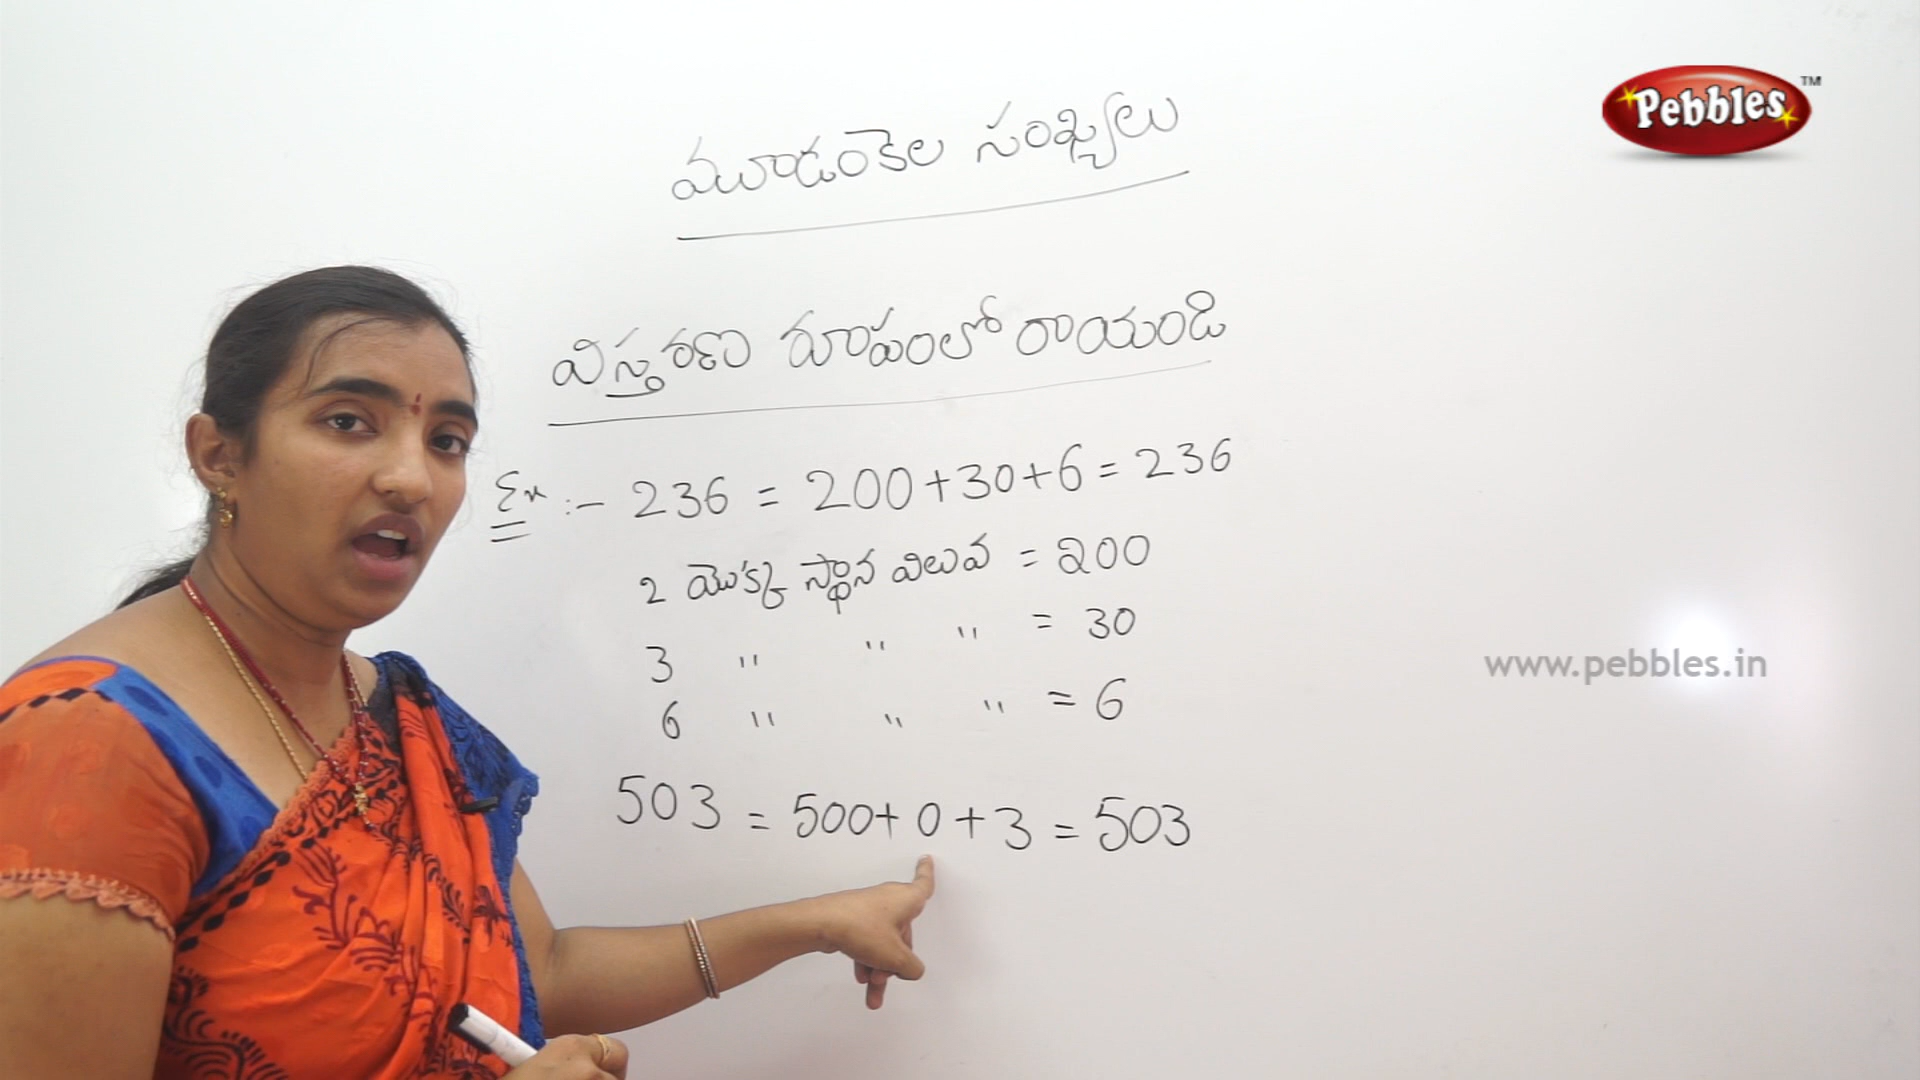 Pebbles TM
మూడంకెల సంఖ్యలు
విస్తరణ రూపంలో రాయండి
Ex :- 236 = 200+30+6 = 236
2 యొక్క స్థాన విలువ = 200
3 " " " = 30
6 " " " = 6
www.pebbles.in
503 = 500+0+3 = 503